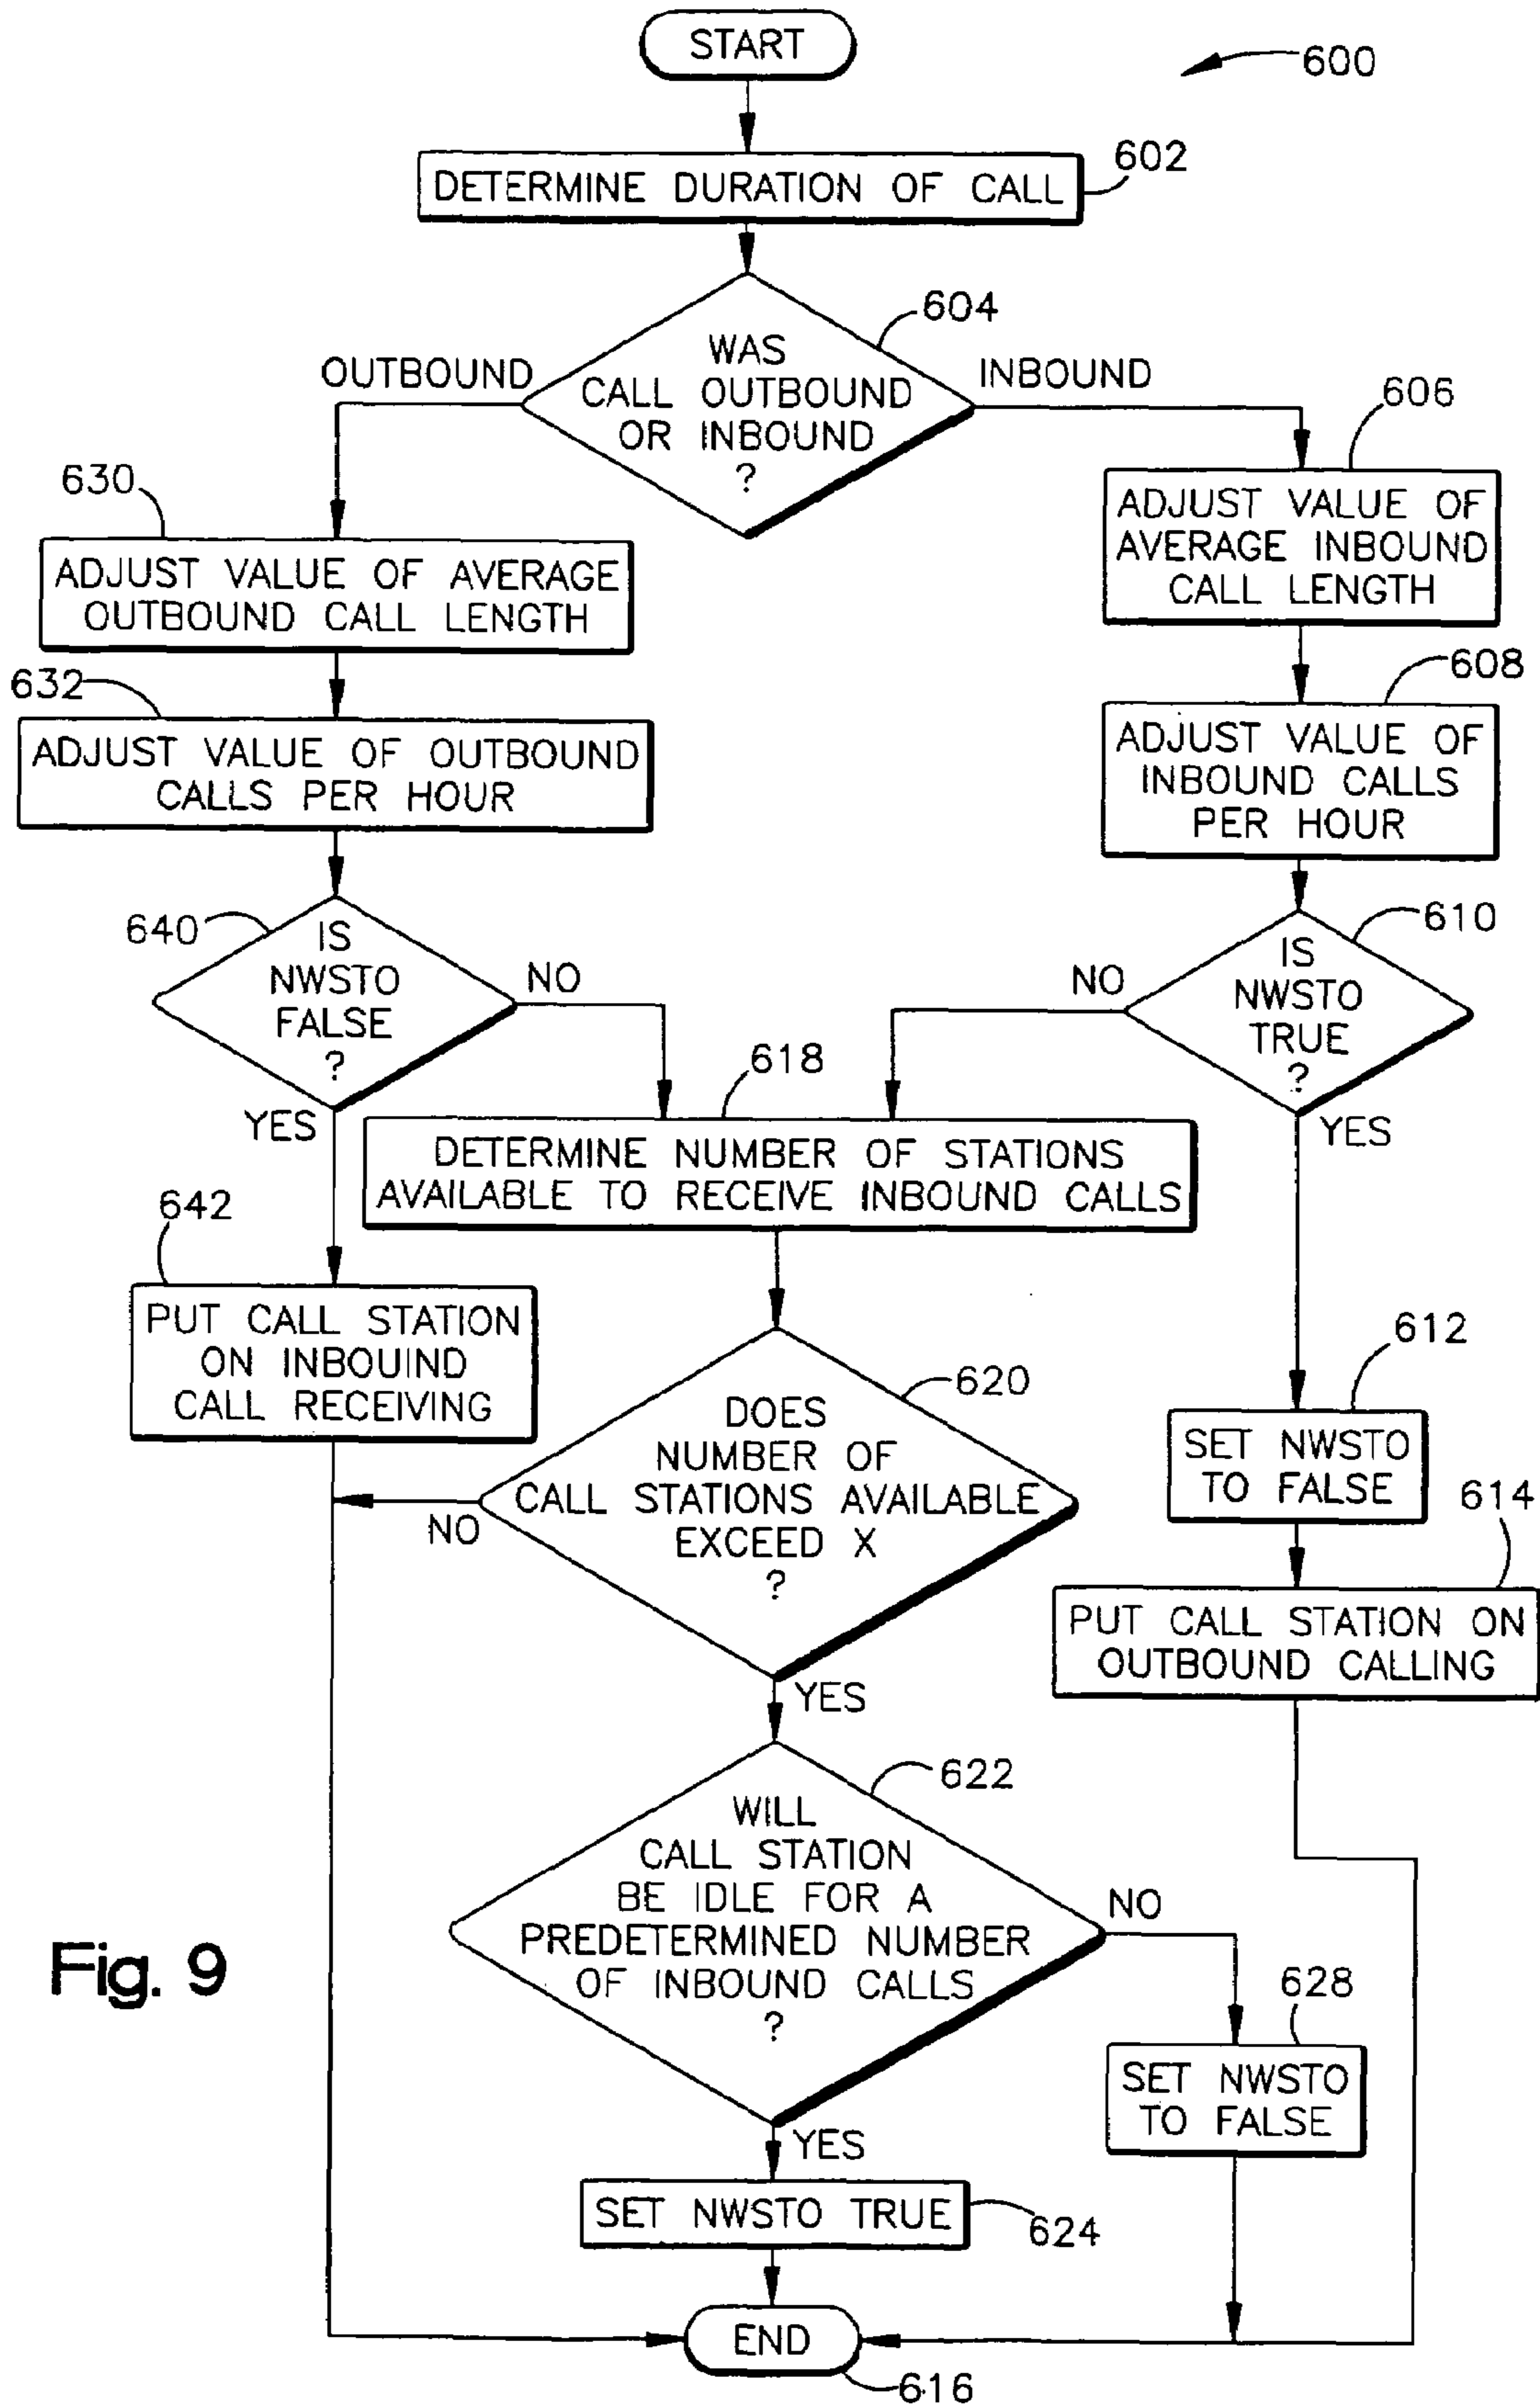 START
600
DETERMINE DURATION OF CALL
602
604
WAS
CALL OUTBOUND
OR INBOUND
?
OUTBOUND
INBOUND
606
ADJUST VALUE OF
AVERAGE INBOUND
CALL LENGTH
630
ADJUST VALUE OF AVERAGE
OUTBOUND CALL LENGTH
608
ADJUST VALUE OF
INBOUND CALLS
PER HOUR
632
ADJUST VALUE OF OUTBOUND
CALLS PER HOUR
640
IS
NWSTO
FALSE
?
NO
YES
610
IS
NWSTO
TRUE
?
NO
YES
618
DETERMINE NUMBER OF STATIONS
AVAILABLE TO RECEIVE INBOUND CALLS
642
PUT CALL STATION
ON INBOUIND
CALL RECEIVING
620
DOES
NUMBER OF
CALL STATIONS AVAILABLE
EXCEED X
?
NO
YES
612
SET NWSTO
TO FALSE
614
PUT CALL STATION ON
OUTBOUND CALLING
622
WILL
CALL STATION
BE IDLE FOR A
PREDETERMINED NUMBER
OF INBOUND CALLS
?
NO
YES
628
SET NWSTO
TO FALSE
SET NWSTO TRUE
624
END
616
Fig. 9